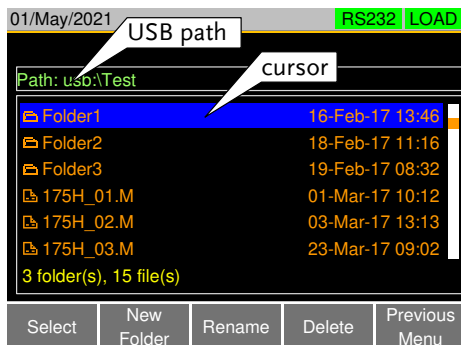 01/May/2021 RS232 LOAD
USB path
cursor
Path: usb:\Test
Folder1 16-Feb-17 13:46
Folder2 18-Feb-17 11:16
Folder3 19-Feb-17 08:32
175H_01.M 01-Mar-17 10:12
175H_02.M 03-Mar-17 13:13
175H_03.M 23-Mar-17 09:02
3 folder(s), 15 file(s)
Select New Folder Rename Delete Previous Menu